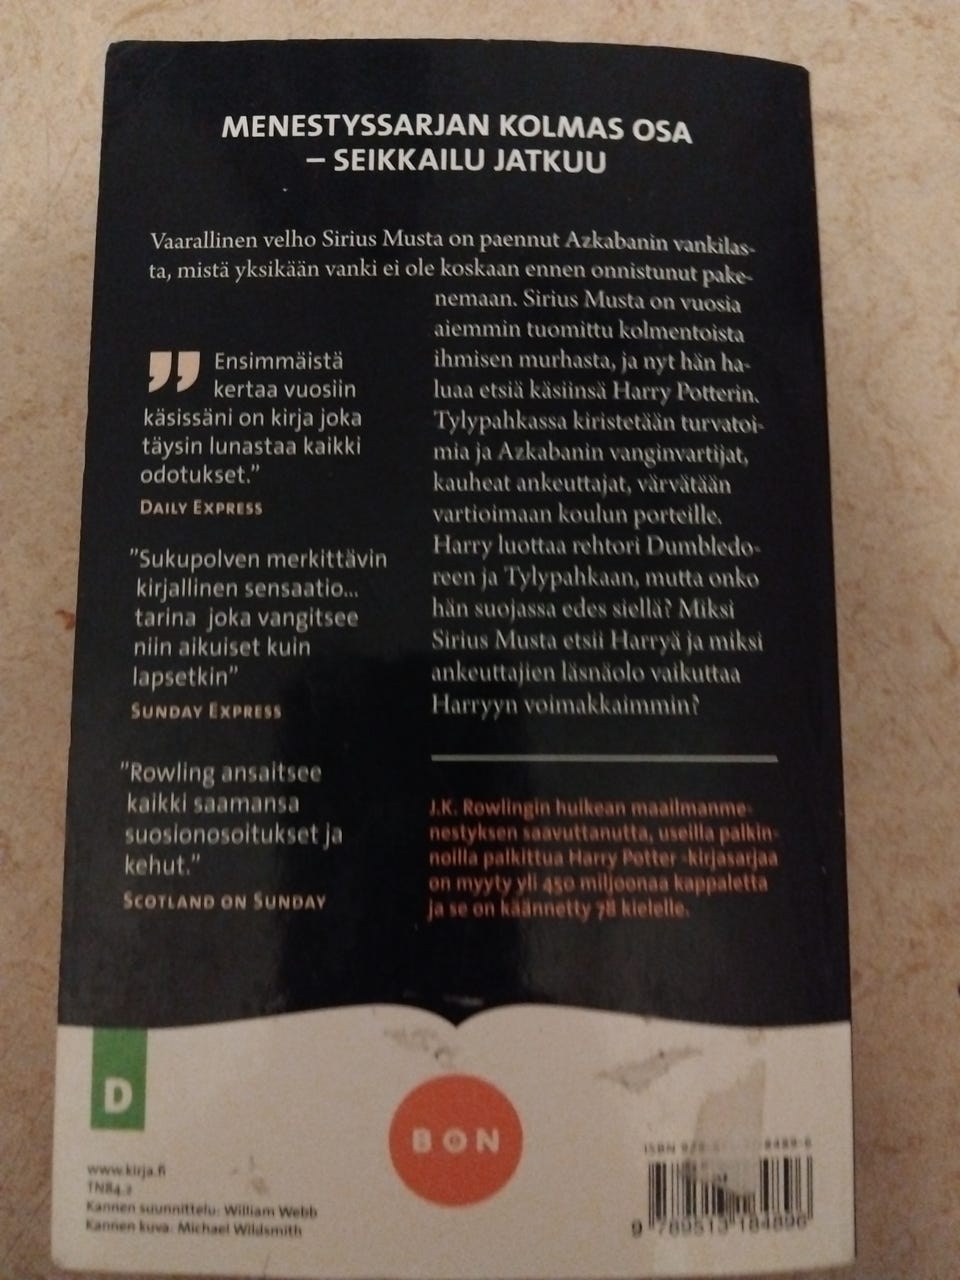 MENESTYSSARJAN KOLMAS OSA
– SEIKKAILU JATKUU
Vaarallinen velho Sirius Musta on paennut Azkabanin vankilas-
ta, mistä yksikään vanki ei ole koskaan ennen onnistunut pake-
nemaan. Sirius Musta on vuosia
aiemmin tuomittu kolmentoista
ihmisen murhasta, ja nyt hän ha-
luaa etsiä käsiinsä Harry Potterin.
Tylypahkassa kiristetään turvatoi-
mia ja Azkabanin vanginvartijat,
kauheat ankeuttajat, värvätään
vartioimaan koulun porteille.
Harry luottaa rehtori Dumbledo-
reen ja Tylypahkaan, mutta onko
hän suojassa edes siellä? Miksi
Sirius Musta etsii Harryä ja miksi
ankeuttajien läsnäolo vaikuttaa
Harryyn voimakkaimmin?
" Ensimmäistä
kertaa vuosiin
käsissäni on kirja joka
täysin lunastaa kaikki
odotukset."
DAILY EXPRESS
"Sukupolven merkittävin
kirjallinen sensaatio...
tarina joka vangitsee
niin aikuiset kuin
lapsetkin"
SUNDAY EXPRESS
"Rowling ansaitsee
kaikki saamansa
suosionosoitukset ja
kehut."
SCOTLAND ON SUNDAY
J.K. Rowlingin huikean maailmanme-
nestyksen saavuttanutta, useilla palkin-
noilla palkittua Harry Potter -kirjasarjaa
on myyty yli 450 miljoonaa kappaletta
ja se on käännetty 78 kielelle.
D
BON
www.kirja.fi
TN84.2
Kannen suunnittelu: William Webb
Kannen kuva: Michael Wildsmith
ISBN
9 789513 184896